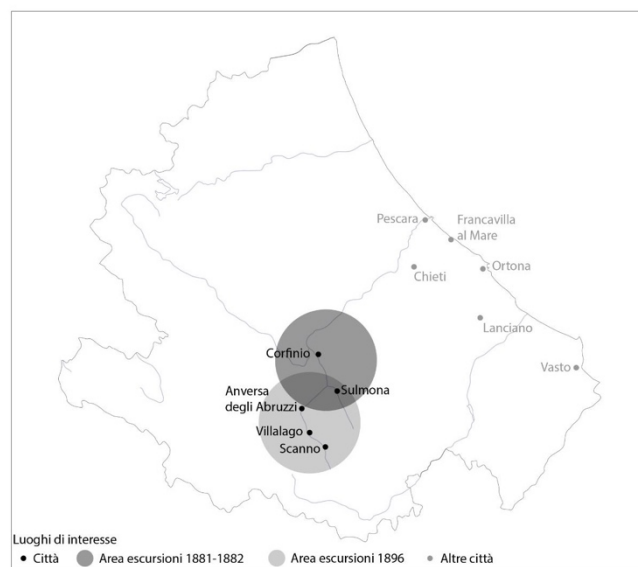 Pescara
Francavilla
al Mare
Chieti
Ortona
Lanciano
Corfinio
Vasto
Anversa
degli Abruzzi
Sulmona
Villalago
Scanno
Luoghi di interesse
Città
Area escursioni 1881-1882
Area escursioni 1896
Altre città